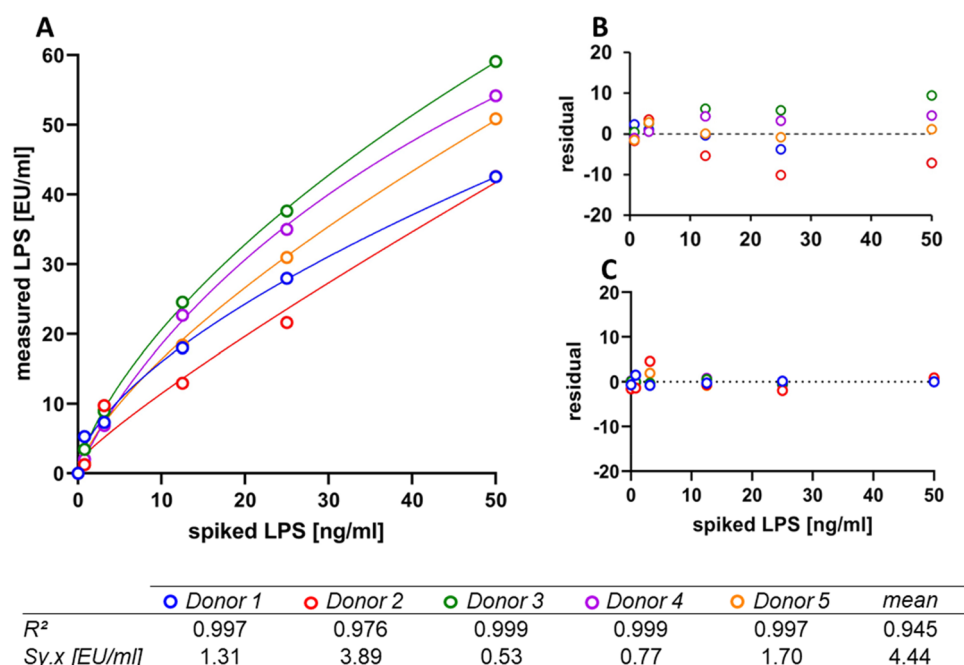 A
measured LPS [EU/ml]
60
50
40
30
20
10
0
0 10 20 30 40 50
spiked LPS [ng/ml]
B
residual
20
10
0
-10
-20
0 10 20 30 40 50
C
residual
20
10
0
-10
-20
0 10 20 30 40 50
spiked LPS [ng/ml]
Donor 1 Donor 2 Donor 3 Donor 4 Donor 5 mean
R² 0.997 0.976 0.999 0.999 0.997 0.945
Sy.x [EU/ml] 1.31 3.89 0.53 0.77 1.70 4.44